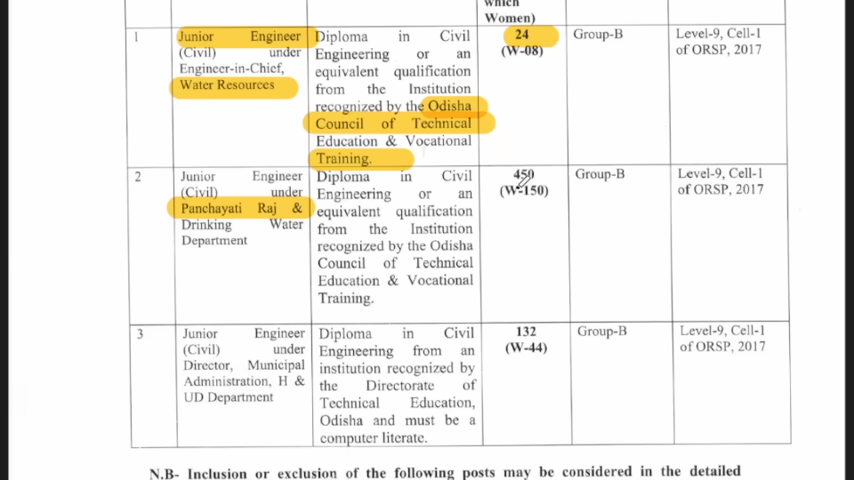 which
Women)
1
Junior Engineer
(Civil) under
Engineer-in-Chief,
Water Resources
Diploma in Civil
Engineering or an
equivalent qualification
from the Institution
recognized by the Odisha
Council of Technical
Education & Vocational
Training.
24
(W-08)
Group-B
Level-9, Cell-1
of ORSP, 2017
2
Junior Engineer
(Civil) under
Panchayati Raj &
Drinking Water
Department
Diploma in Civil
Engineering or an
equivalent qualification
from the Institution
recognized by the Odisha
Council of Technical
Education & Vocational
Training.
450
(W-150)
Group-B
Level-9, Cell-1
of ORSP, 2017
3
Junior Engineer
(Civil) under
Director, Municipal
Administration, H &
UD Department
Diploma in Civil
Engineering from an
institution recognized by
the Directorate of
Technical Education,
Odisha and must be a
computer literate.
132
(W-44)
Group-B
Level-9, Cell-1
of ORSP, 2017
N.B- Inclusion or exclusion of the following posts may be considered in the detailed